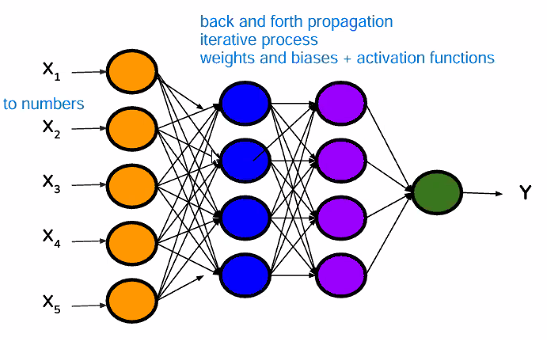 back and forth propagation
iterative process
weights and biases + activation functions
X1
to numbers
X2
X3
Y
X4
X5